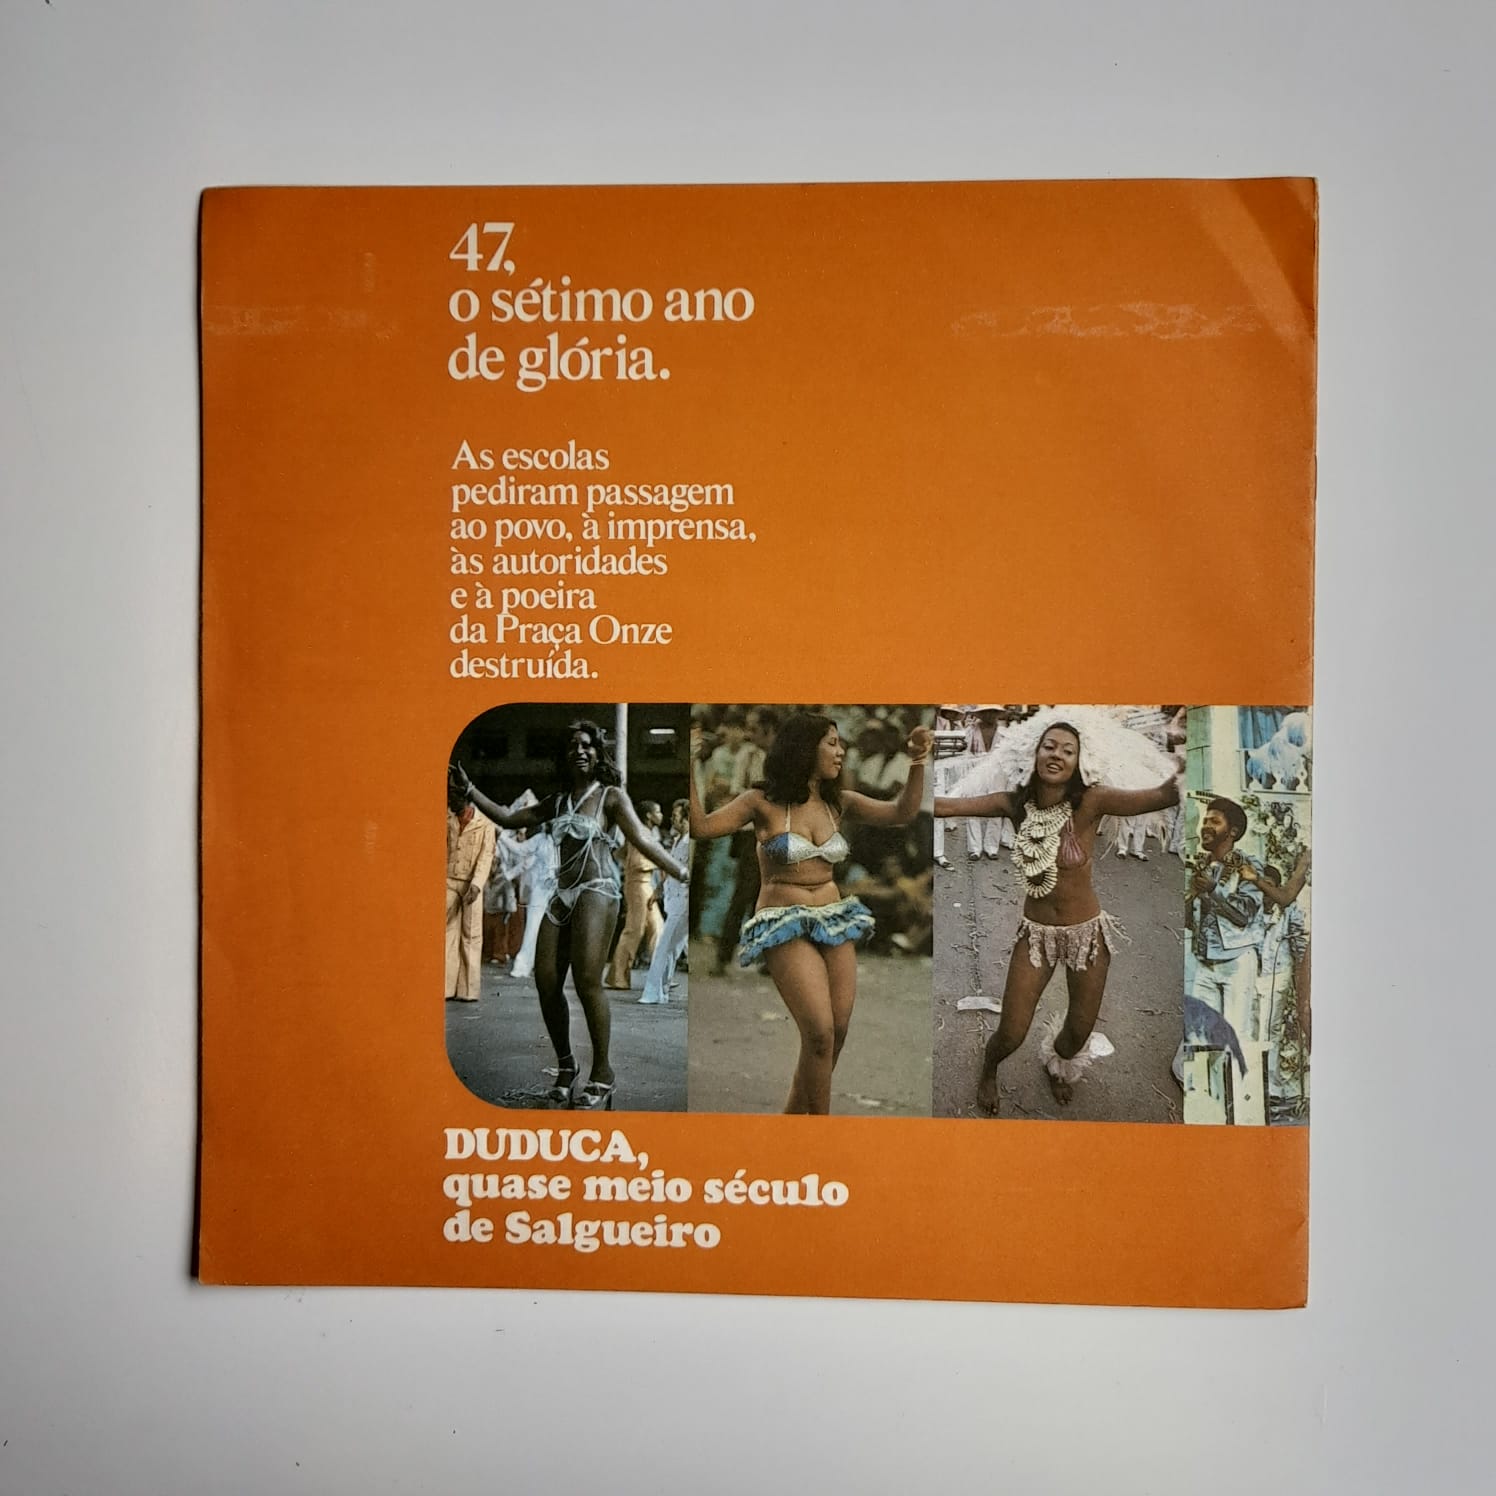 47,
o sétimo ano
de glória.
As escolas
pediram passagem
ao povo, à imprensa,
às autoridades
e à poeira
da Praça Onze
destruída.
DUDUCA,
quase meio século
de Salgueiro